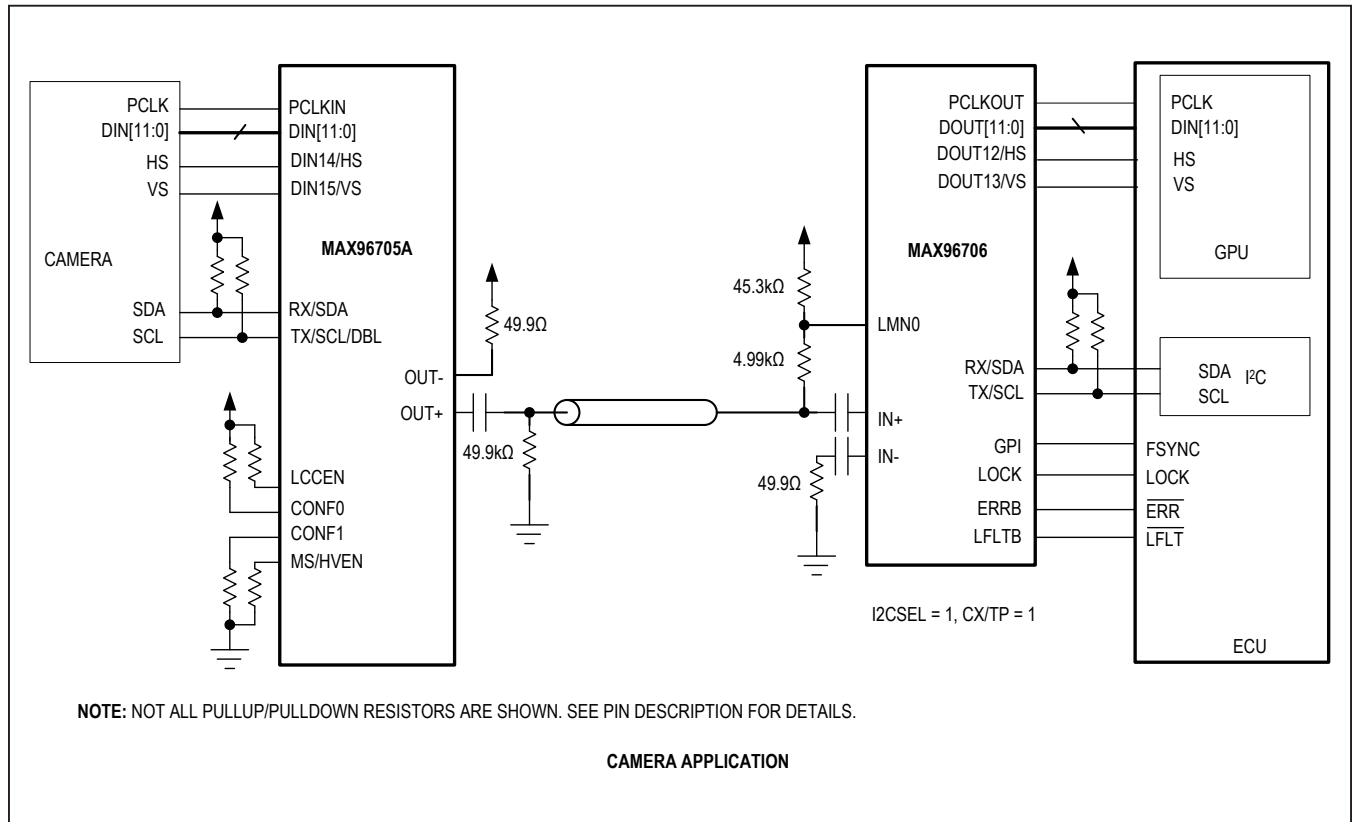 CAMERA
PCLK
DIN[11:0]
HS
VS
SDA
SCL
MAX96705A
PCLKIN
DIN[11:0]
DIN14/HS
DIN15/VS
RX/SDA
TX/SCL/DBL
OUT-
OUT+
LCCEN
CONF0
CONF1
MS/HVEN
49.9Ω
49.9kΩ
45.3kΩ
4.99kΩ
49.9Ω
MAX96706
PCLKOUT
DOUT[11:0]
DOUT12/HS
DOUT13/VS
LMN0
RX/SDA
TX/SCL
IN+
IN-
GPI
LOCK
ERRB
LFLTB
I2CSEL = 1, CX/TP = 1
PCLK
DIN[11:0]
HS
VS
GPU
SDA
I²C
SCL
FSYNC
LOCK
ERR
LFLT
ECU
NOTE: NOT ALL PULLUP/PULLDOWN RESISTORS ARE SHOWN. SEE PIN DESCRIPTION FOR DETAILS.
CAMERA APPLICATION